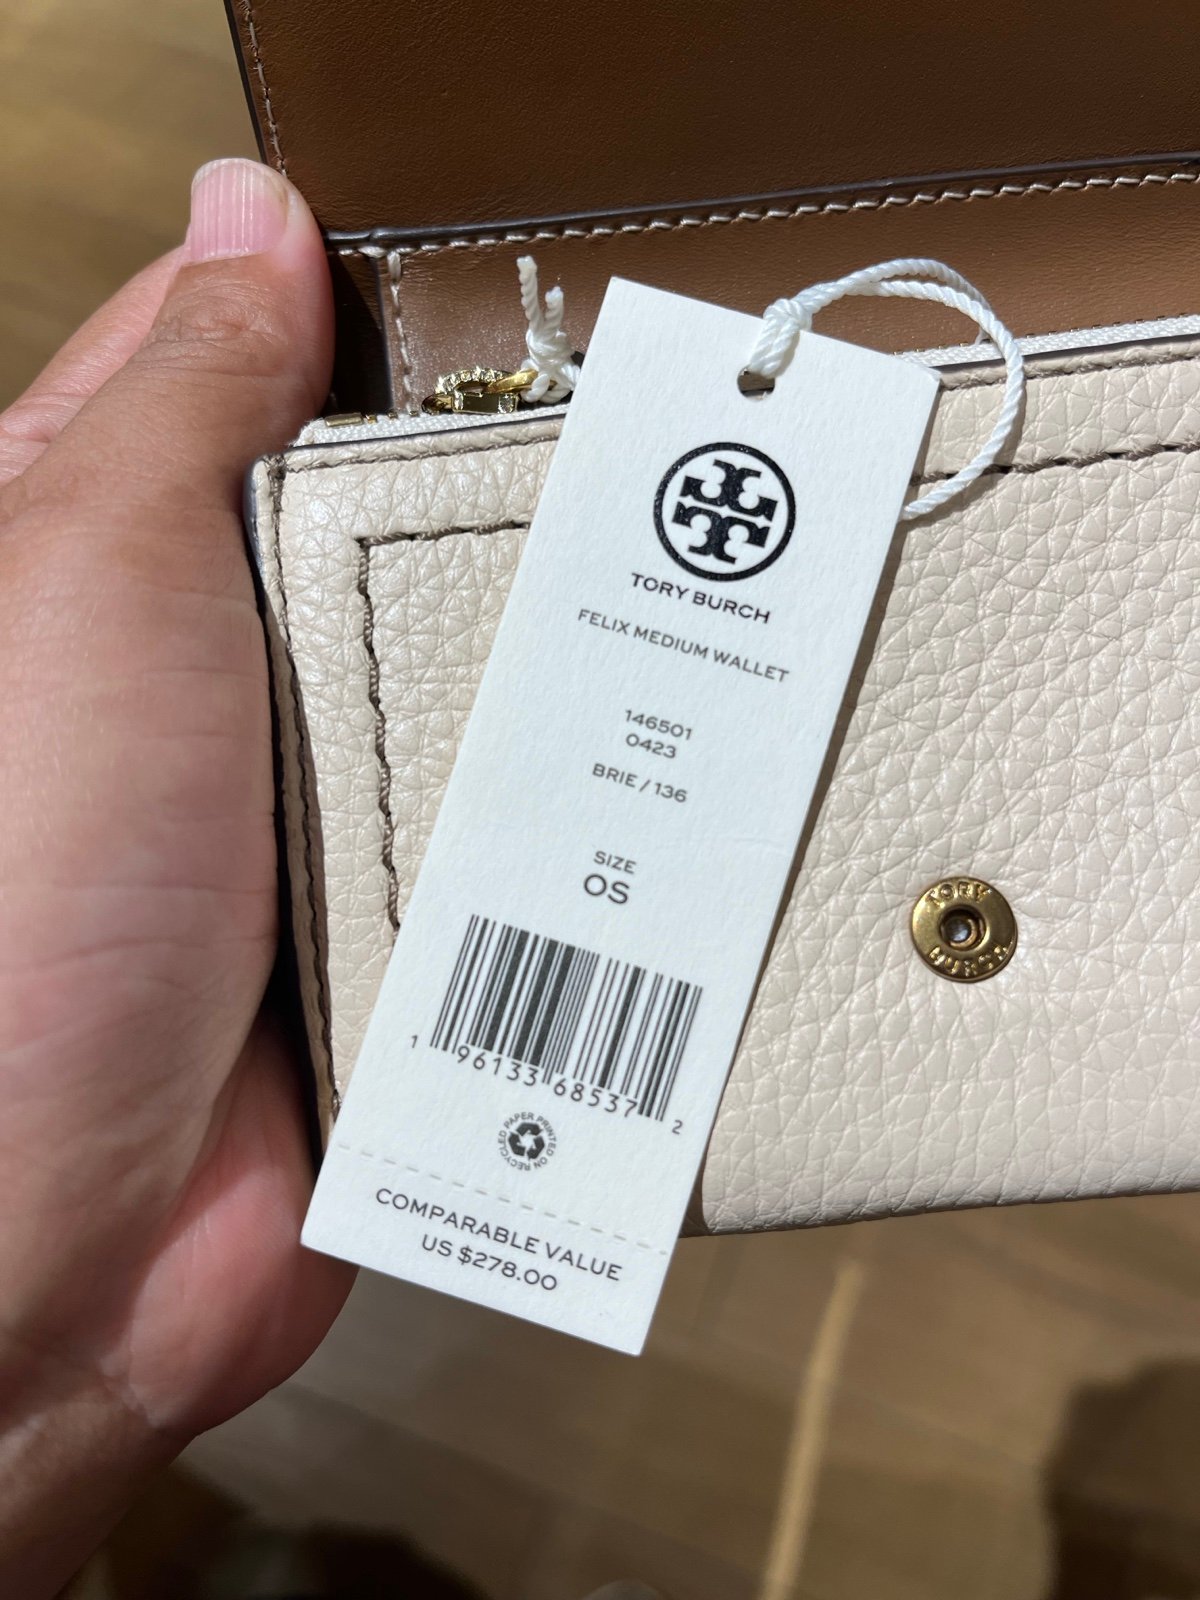 TORY BURCH
FELIX MEDIUM WALLET
146501
0423
BRIE / 136
SIZE
OS
1 96133 68537 2
PAPER PRINTED ON RECYCLED
COMPARABLE VALUE
US $278.00
TORY
BURCH